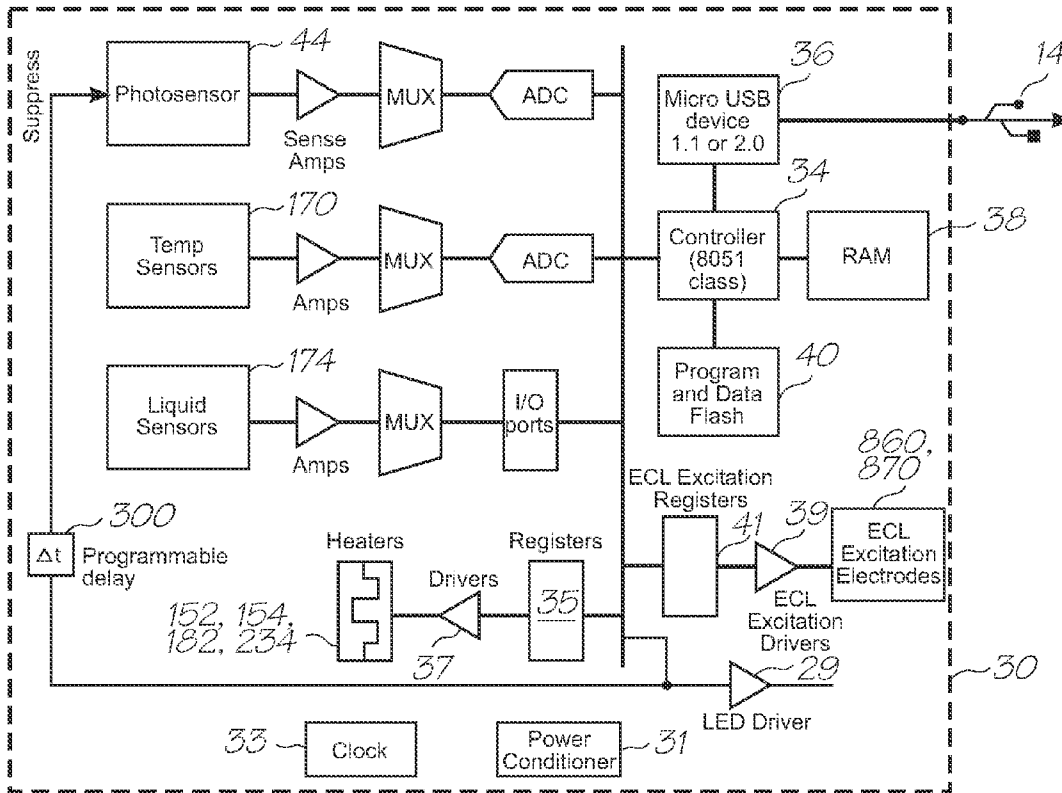 Suppress
44
Photosensor
Sense
Amps
MUX
ADC
36
Micro USB
device
1.1 or 2.0
14
170
Temp
Sensors
Amps
MUX
ADC
34
Controller
(8051
class)
38
RAM
174
Liquid
Sensors
Amps
MUX
I/O
ports
40
Program
and Data
Flash
860,
870
ECL Excitation
Registers
41
39
ECL
Excitation
Electrodes
ECL
Excitation
Drivers
300
Δt
Programmable
delay
Heaters
152, 154,
182, 234
Drivers
37
Registers
35
29
LED Driver
30
33
Clock
Power
Conditioner
31